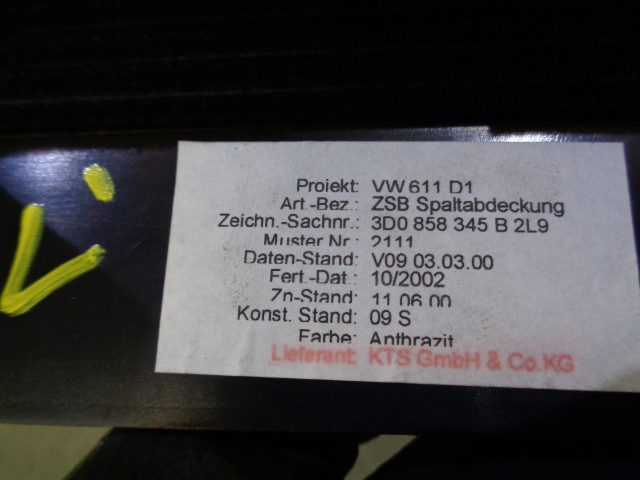 Projekt: VW 611 D1
Art.-Bez.: ZSB Spaltabdeckung
Zeichn.-Sachnr.: 3D0 858 345 B 2L9
Muster Nr.: 2111
Daten-Stand: V09 03.03.00
Fert.-Dat.: 10/2002
Zp-Stand: 11.06.00
Konst. Stand: 09 S
Farbe: Anthrazit
Lieferant: KTS GmbH & Co.KG